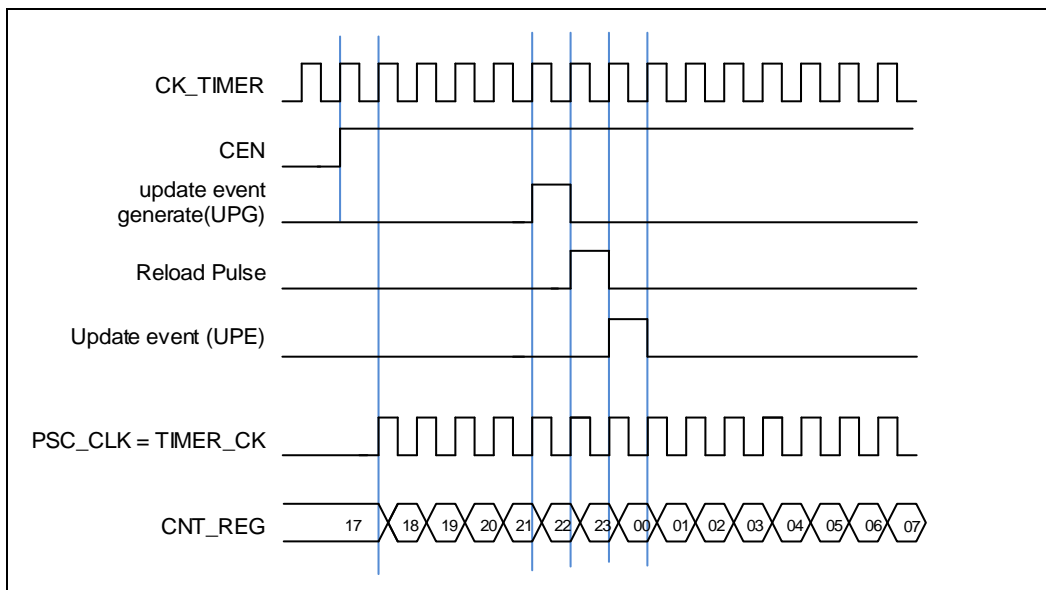 CK_TIMER
CEN
update event
generate(UPG)
Reload Pulse
Update event (UPE)
PSC_CLK = TIMER_CK
CNT_REG 17 18 19 20 21 22 23 00 01 02 03 04 05 06 07